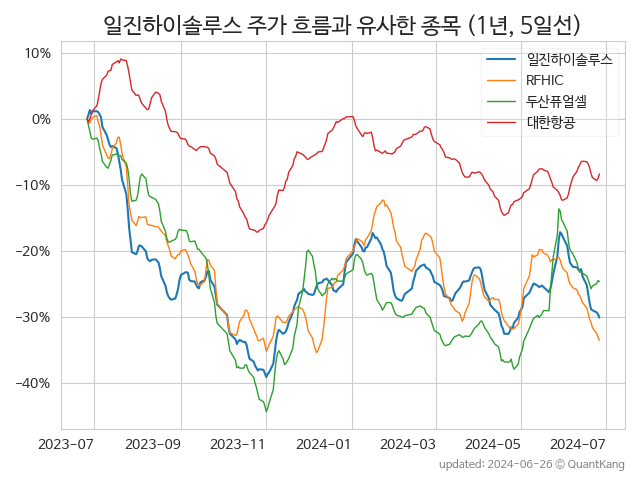 일진하이솔루스 주가 흐름과 유사한 종목 (1년, 5일선)
일진하이솔루스
RFHIC
두산퓨얼셀
대한항공
10%
0%
−10%
−20%
−30%
−40%
2023-07 2023-09 2023-11 2024-01 2024-03 2024-05 2024-07
updated: 2024-06-26 © QuantKang